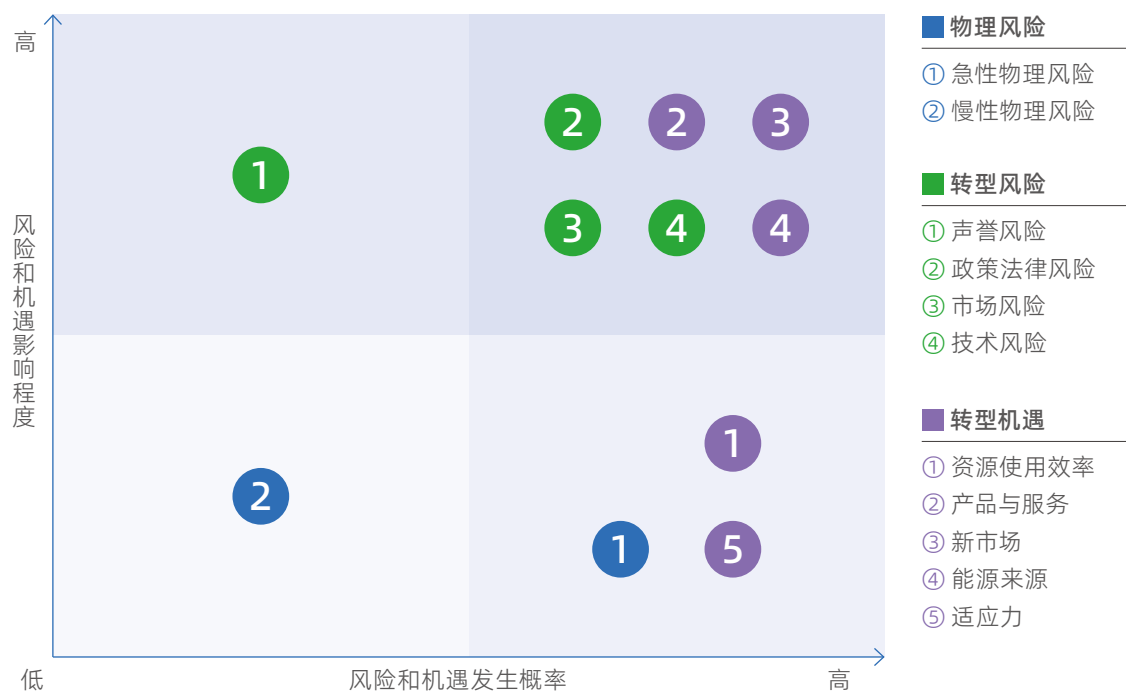 高
风险和机遇影响程度
1
2
2
3
3
4
4
1
2
1
5
低
风险和机遇发生概率
高
物理风险
① 急性物理风险
② 慢性物理风险
转型风险
① 声誉风险
② 政策法律风险
③ 市场风险
④ 技术风险
转型机遇
① 资源使用效率
② 产品与服务
③ 新市场
④ 能源来源
⑤ 适应力